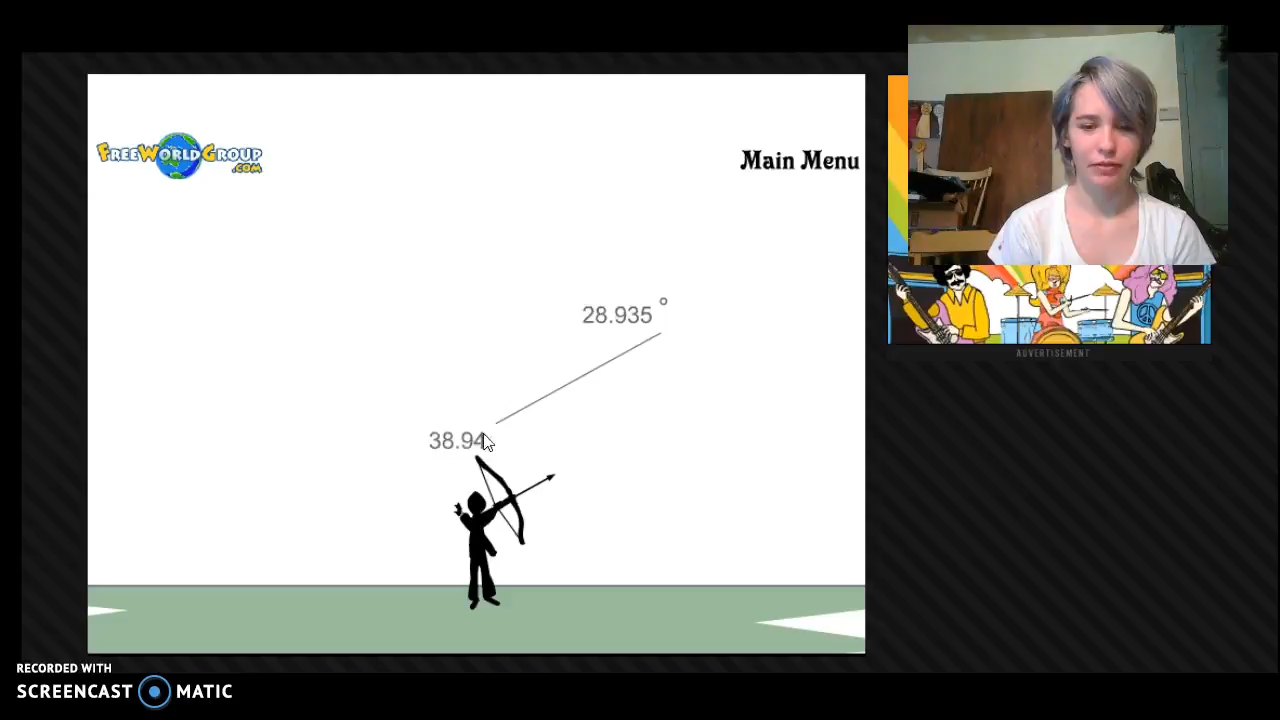 FREEWORLDGROUP
.COM
Main Menu
28.935 °
38.94
ADVERTISEMENT
RECORDED WITH
SCREENCAST MATIC